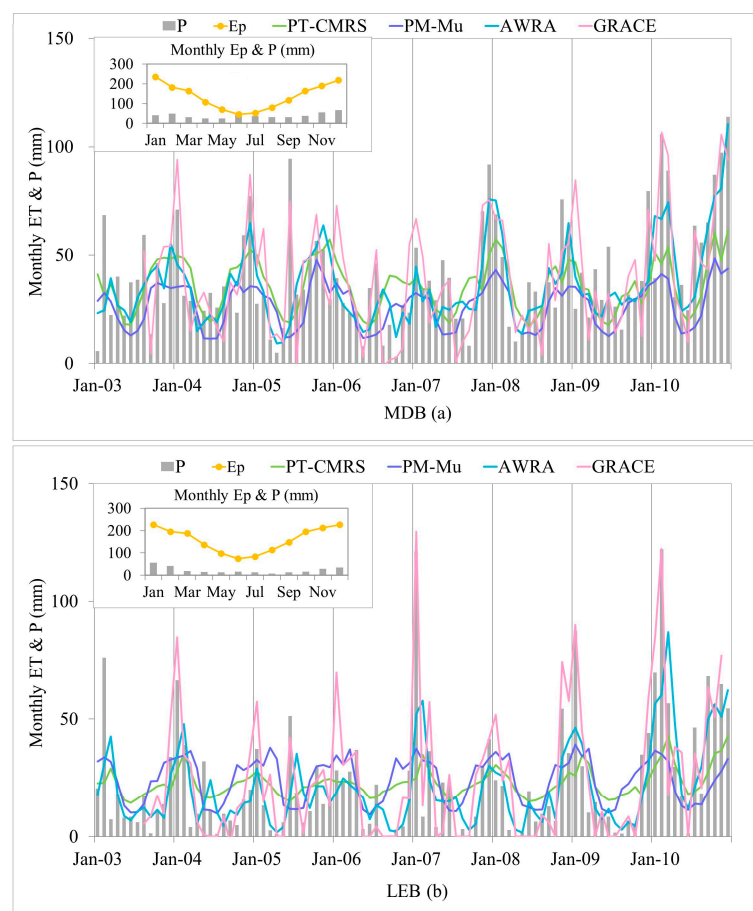 P Ep PT-CMRS PM-Mu AWRA GRACE
150
100
50
0
Monthly ET & P (mm)
Monthly Ep & P (mm)
300
200
100
0
Jan Mar May Jul Sep Nov
Jan-03 Jan-04 Jan-05 Jan-06 Jan-07 Jan-08 Jan-09 Jan-10
MDB (a)
P Ep PT-CMRS PM-Mu AWRA GRACE
150
100
50
0
Monthly ET & P (mm)
Monthly Ep & P (mm)
300
200
100
0
Jan Mar May Jul Sep Nov
Jan-03 Jan-04 Jan-05 Jan-06 Jan-07 Jan-08 Jan-09 Jan-10
LEB (b)